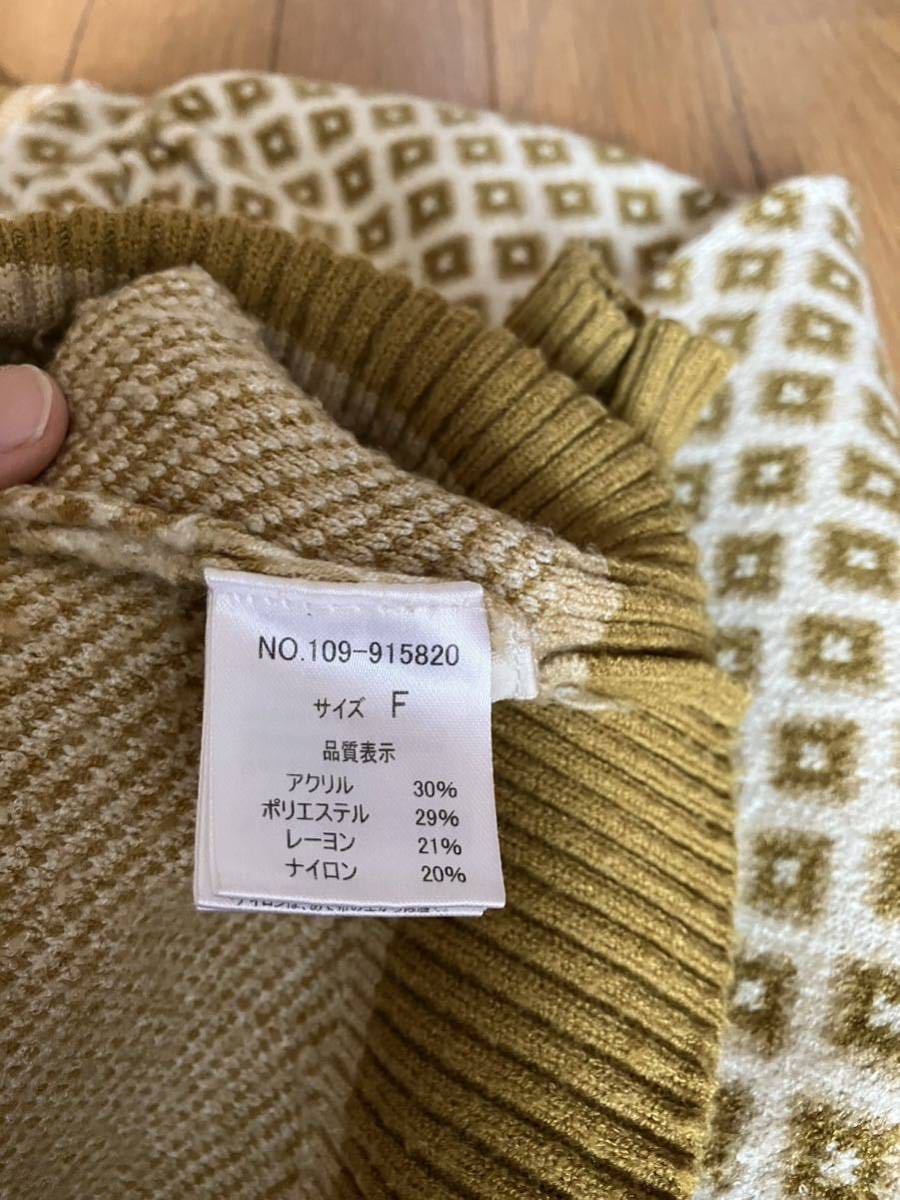 NO.109-915820
サイズ F
品質表示
アクリル 30%
ポリエステル 29%
レーヨン 21%
ナイロン 20%